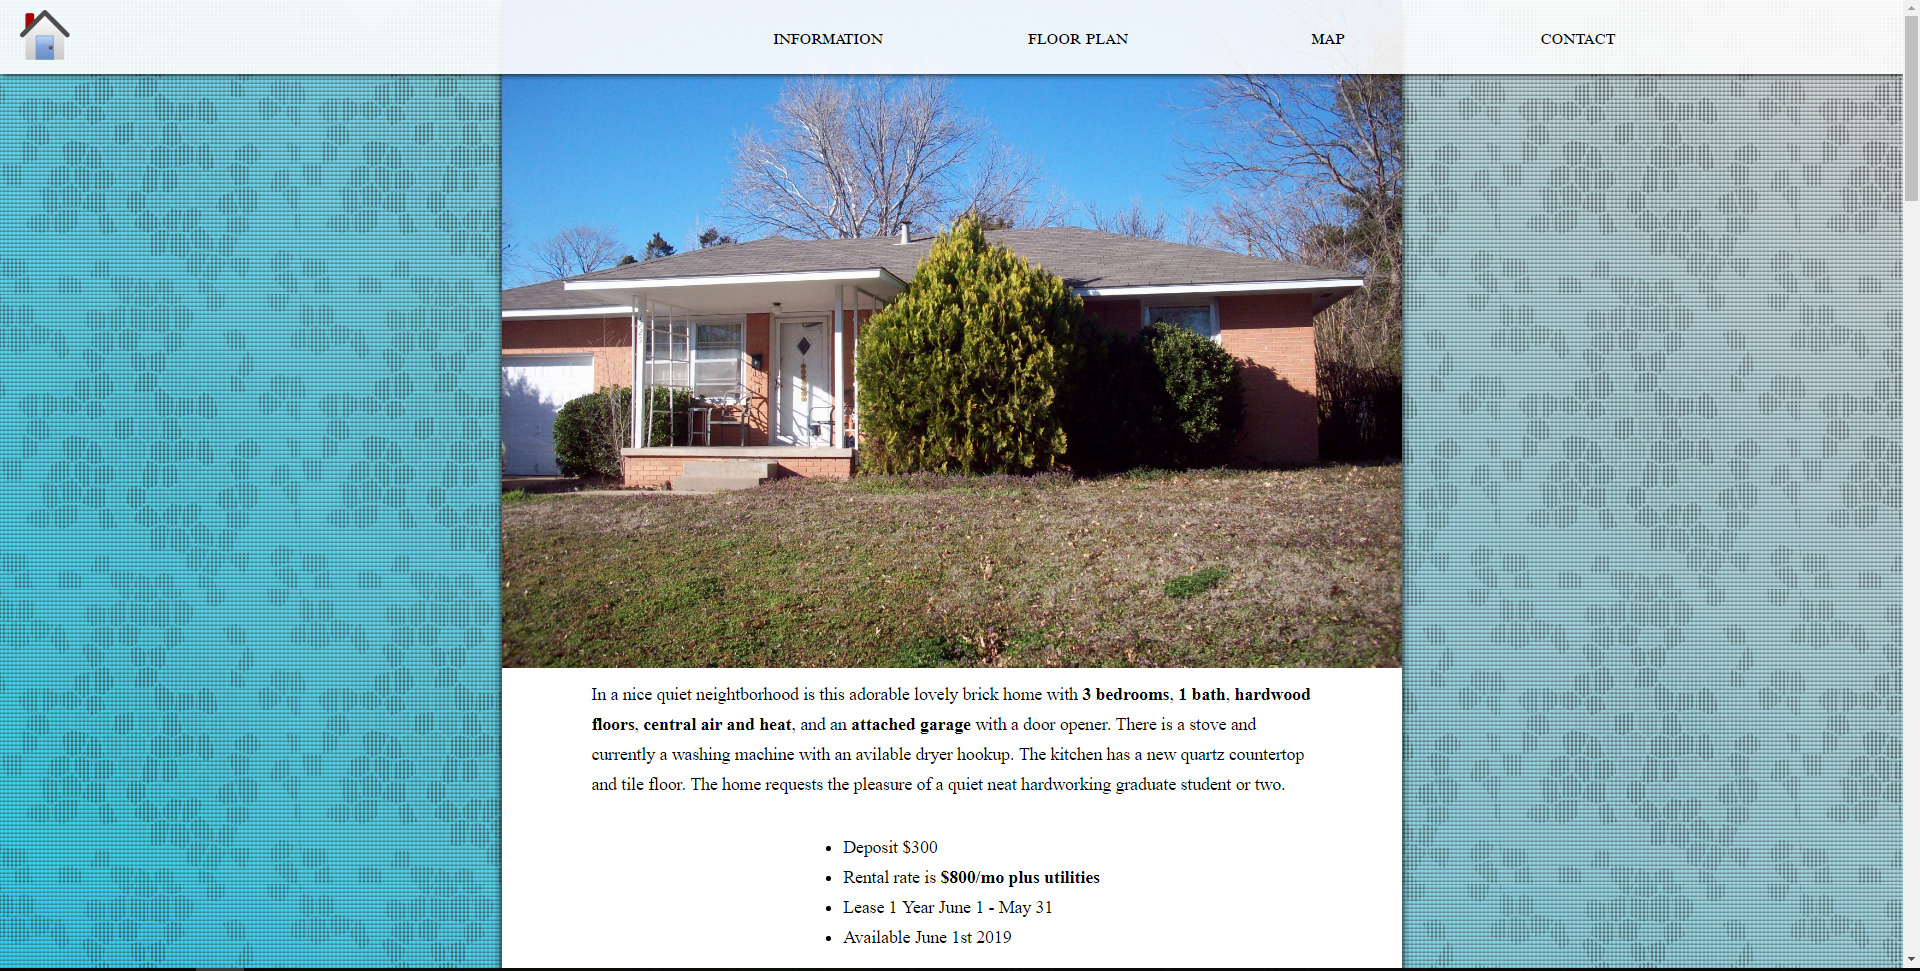 INFORMATION FLOOR PLAN MAP CONTACT
In a nice quiet neightborhood is this adorable lovely brick home with 3 bedrooms, 1 bath, hardwood
floors, central air and heat, and an attached garage with a door opener. There is a stove and
currently a washing machine with an avilable dryer hookup. The kitchen has a new quartz countertop
and tile floor. The home requests the pleasure of a quiet neat hardworking graduate student or two.
• Deposit $300
• Rental rate is $800/mo plus utilities
• Lease 1 Year June 1 - May 31
• Available June 1st 2019